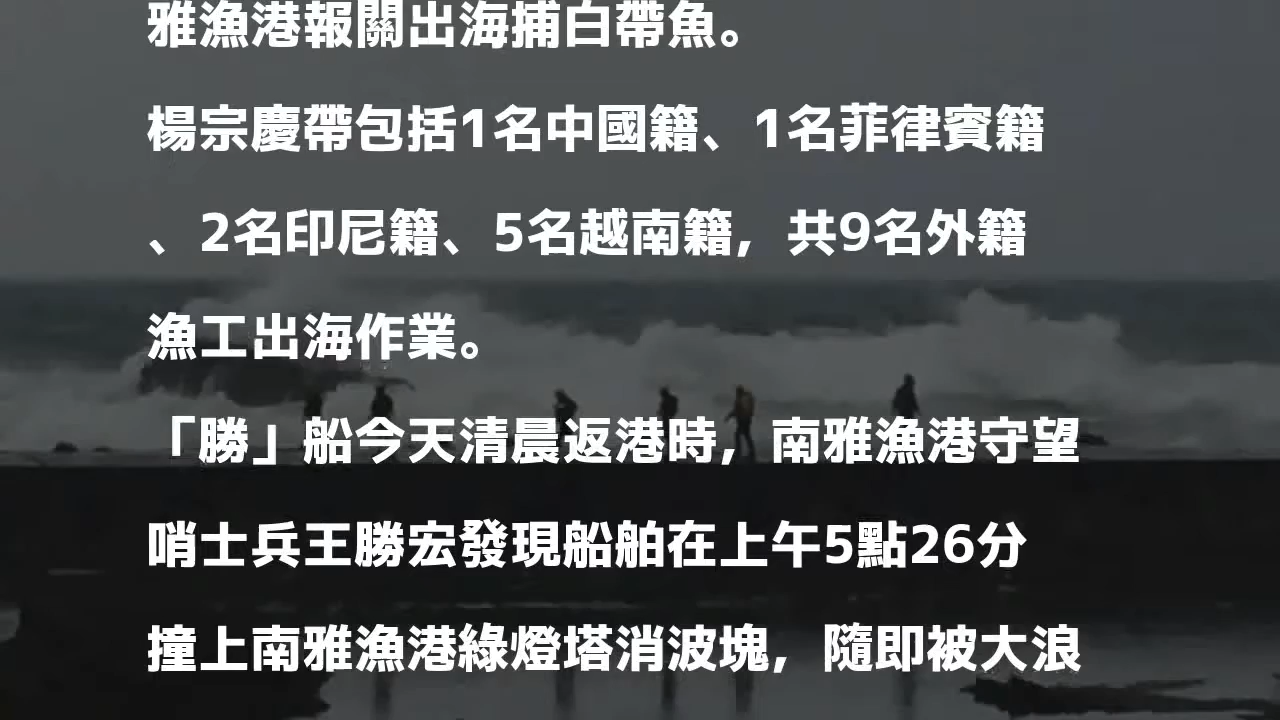 雅漁港報關出海捕白帶魚。
楊宗慶帶包括1名中國籍、1名菲律賓籍
、2名印尼籍、5名越南籍，共9名外籍
漁工出海作業。
「勝」船今天清晨返港時，南雅漁港守望
哨士兵王勝宏發現船舶在上午5點26分
撞上南雅漁港綠燈塔消波塊，隨即被大浪